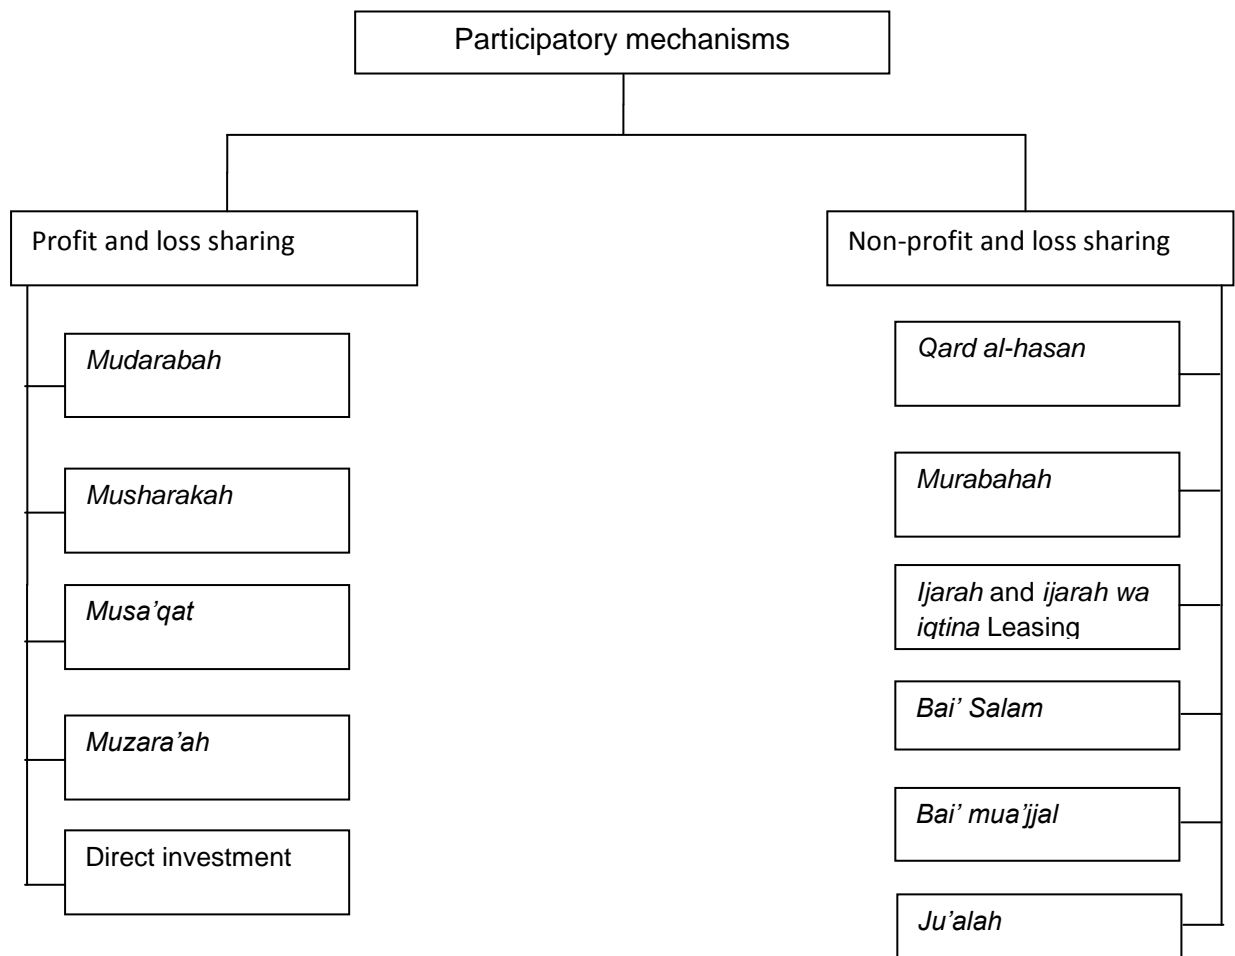 Participatory mechanisms
Profit and loss sharing
Mudarabah
Musharakah
Musa’qat
Muzara’ah
Direct investment
Non-profit and loss sharing
Qard al-hasan
Murabahah
Ijarah and ijarah wa
iqtina Leasing
Bai’ Salam
Bai’ mua’jjal
Ju’alah